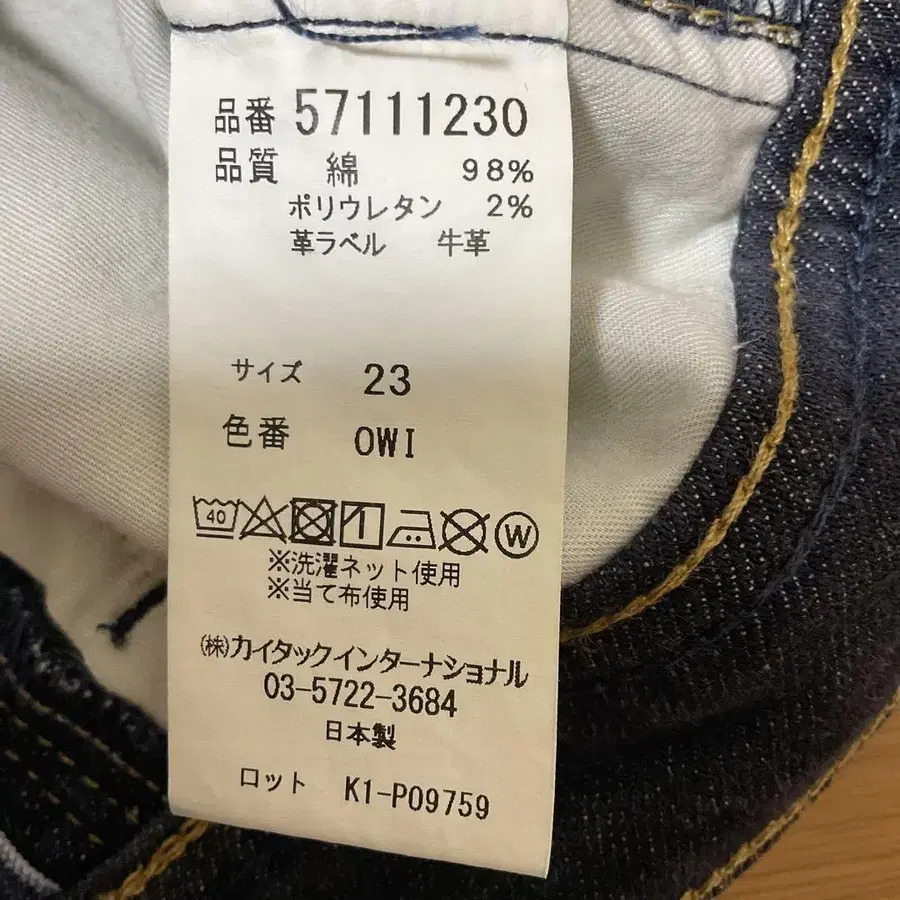 品番 57111230
品質 綿 98%
ポリウレタン 2%
革ラベル 牛革
サイズ 23
色番 OWI
40 W
※洗濯ネット使用
※当て布使用
㈱カイタックインターナショナル
03-5722-3684
日本製
ロット K1-P09759